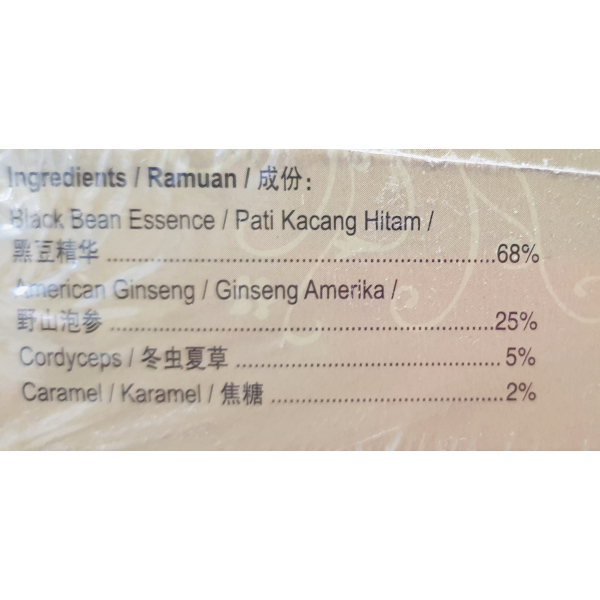 Ingredients / Ramuan / 成份:
Black Bean Essence / Pati Kacang Hitam /
黑豆精华 ................................................................68%
American Ginseng / Ginseng Amerika /
野山泡参 ...............................................................25%
Cordyceps / 冬虫夏草 ........................................... 5%
Caramel / Karamel / 焦糖 .....................................2%